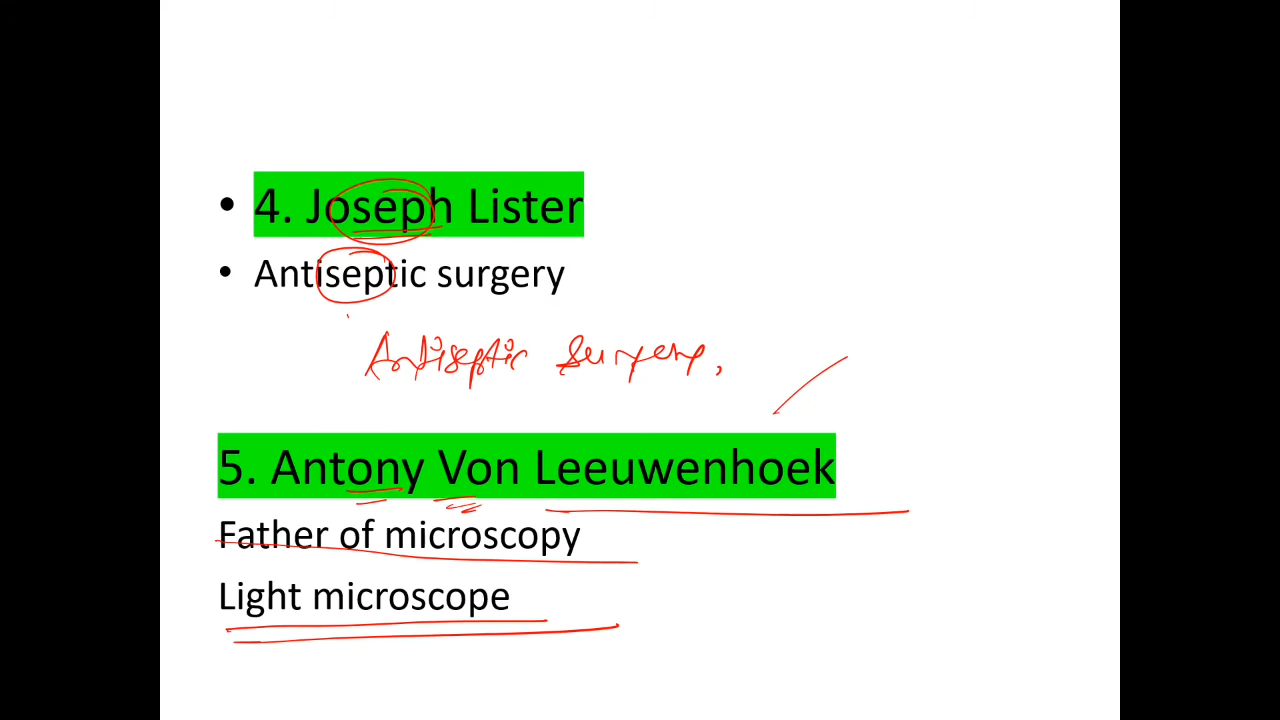 • 4. Joseph Lister
• Antiseptic surgery
Antiseptic Surgery,
5. Antony Von Leeuwenhoek
Father of microscopy
Light microscope